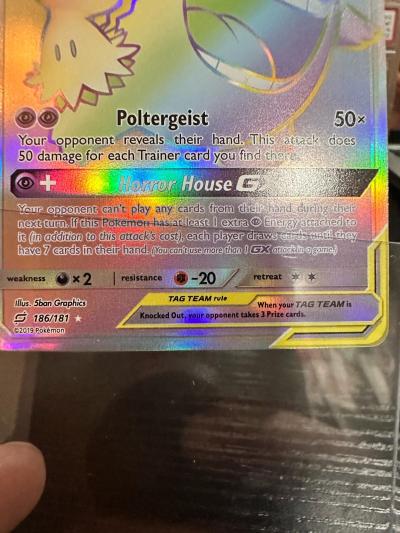 Poltergeist 50×
Your opponent reveals their hand. This attack does
50 damage for each Trainer card you find there.
+ Horror House GX
Your opponent can't play any cards from their hand during their
next turn. If this Pokémon has at least 1 extra Energy attached to
it (in addition to this attack's cost), each player draws cards until they
have 7 cards in their hand. (You can't use more than 1 GX attack in a game.)
weakness ×2 resistance -20 retreat
Illus. 5ban Graphics
TAG TEAM rule
When your TAG TEAM is
Knocked Out, your opponent takes 3 Prize cards.
186/181
©2019 Pokémon